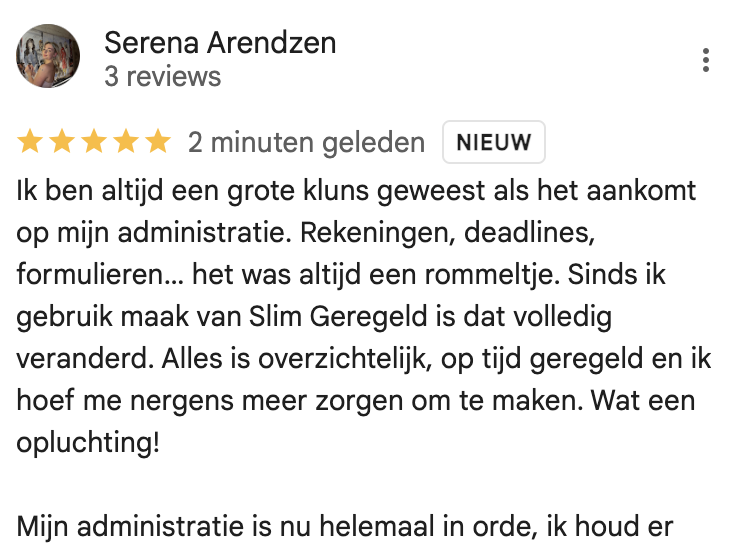 Serena Arendzen
3 reviews
2 minuten geleden NIEUW
Ik ben altijd een grote kluns geweest als het aankomt
op mijn administratie. Rekeningen, deadlines,
formulieren... het was altijd een rommeltje. Sinds ik
gebruik maak van Slim Geregeld is dat volledig
veranderd. Alles is overzichtelijk, op tijd geregeld en ik
hoef me nergens meer zorgen om te maken. Wat een
opluchting!
Mijn administratie is nu helemaal in orde, ik houd er